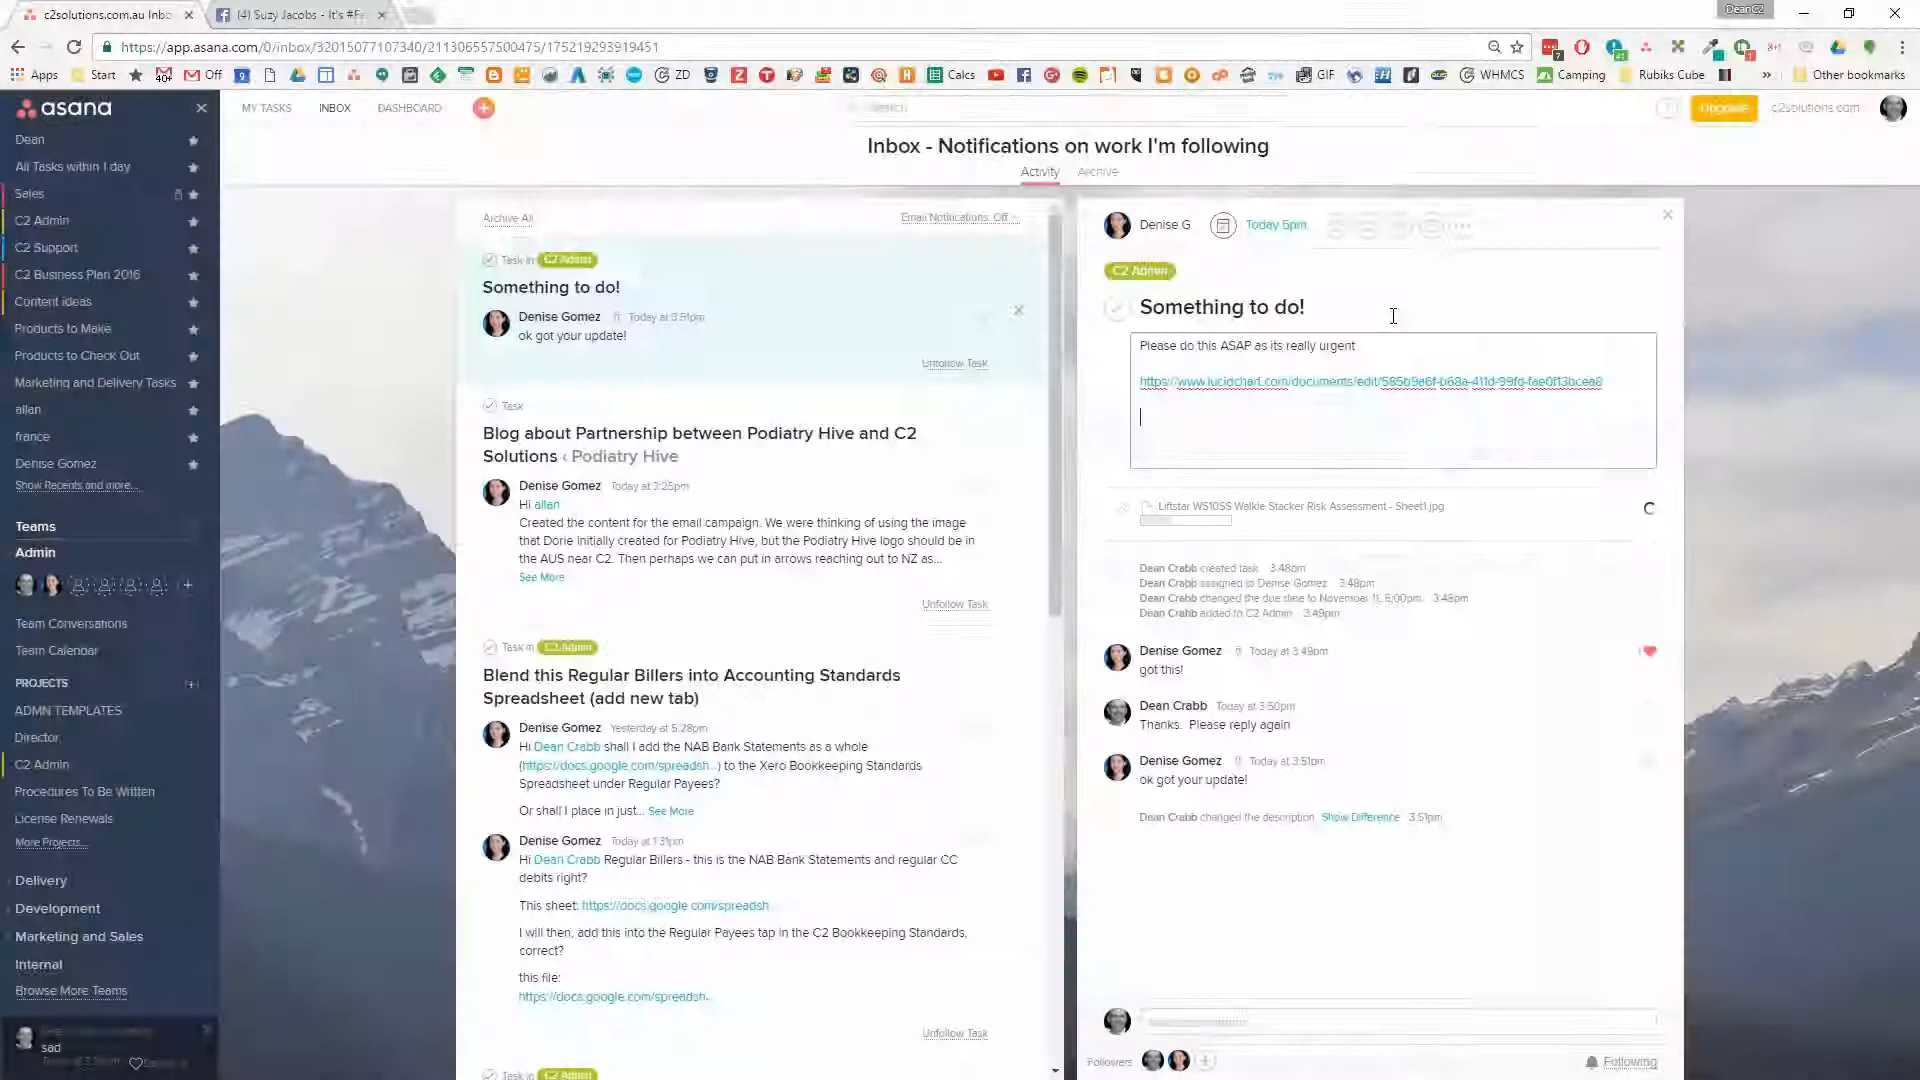 c2solutions.com.au Inbo
(4) Suzy Jacobs - It's #Fe
DeanC2
https://app.asana.com/0/inbox/32015077107340/211306557500475/175219293919451
Apps
Start
Off
ZD
Calcs
GIF
WHMCS
Camping
Rubiks Cube
Other bookmarks
asana
MY TASKS
INBOX
DASHBOARD
Search
Upgrade
c2solutions.com
Inbox - Notifications on work I'm following
Activity
Archive
Dean
All Tasks within 1 day
Sales
C2 Admin
C2 Support
C2 Business Plan 2016
Content ideas
Products to Make
Products to Check Out
Marketing and Delivery Tasks
allan
france
Denise Gomez
Show Recents and more...
Teams
Admin
Team Conversations
Team Calendar
PROJECTS
ADMN TEMPLATES
Director
C2 Admin
Procedures To Be Written
License Renewals
More Projects...
Delivery
Development
Marketing and Sales
Internal
Browse More Teams
sad
Archive All
Email Notifications: Off
Task in C2 Admin
Something to do!
Denise Gomez Today at 3:51pm
ok got your update!
Unfollow Task
Task
Blog about Partnership between Podiatry Hive and C2
Solutions ‹ Podiatry Hive
Denise Gomez Today at 3:25pm
Hi allan
Created the content for the email campaign. We were thinking of using the image
that Dorie initially created for Podiatry Hive, but the Podiatry Hive logo should be in
the AUS near C2. Then perhaps we can put in arrows reaching out to NZ as...
See More
Unfollow Task
Task in C2 Admin
Blend this Regular Billers into Accounting Standards
Spreadsheet (add new tab)
Denise Gomez Yesterday at 5:28pm
Hi Dean Crabb shall I add the NAB Bank Statements as a whole
(https://docs.google.com/spreadsh...) to the Xero Bookkeeping Standards
Spreadsheet under Regular Payees?
Or shall I place in just... See More
Denise Gomez Today at 1:31pm
Hi Dean Crabb Regular Billers - this is the NAB Bank Statements and regular CC
debits right?
This sheet: https://docs.google.com/spreadsh...
I will then, add this into the Regular Payees tap in the C2 Bookkeeping Standards,
correct?
this file:
https://docs.google.com/spreadsh...
Unfollow Task
Task in C2 Admin
Denise G
Today 5pm
C2 Admin
Something to do!
Please do this ASAP as its really urgent
https://www.lucidchart.com/documents/edit/585b9a6f-b68a-411d-99fd-fae0f13bcea8
Liftstar WS10SS Walkie Stacker Risk Assessment - Sheet1.jpg
Dean Crabb created task. 3:48pm
Dean Crabb assigned to Denise Gomez 3:48pm
Dean Crabb changed the due date to November 11, 5:00pm. 3:48pm
Dean Crabb added to C2 Admin 3:49pm
Denise Gomez Today at 3:49pm
got this!
Dean Crabb Today at 3:50pm
Thanks. Please reply again
Denise Gomez Today at 3:51pm
ok got your update!
Dean Crabb changed the description. Show Difference 3:51pm
Followers
Following